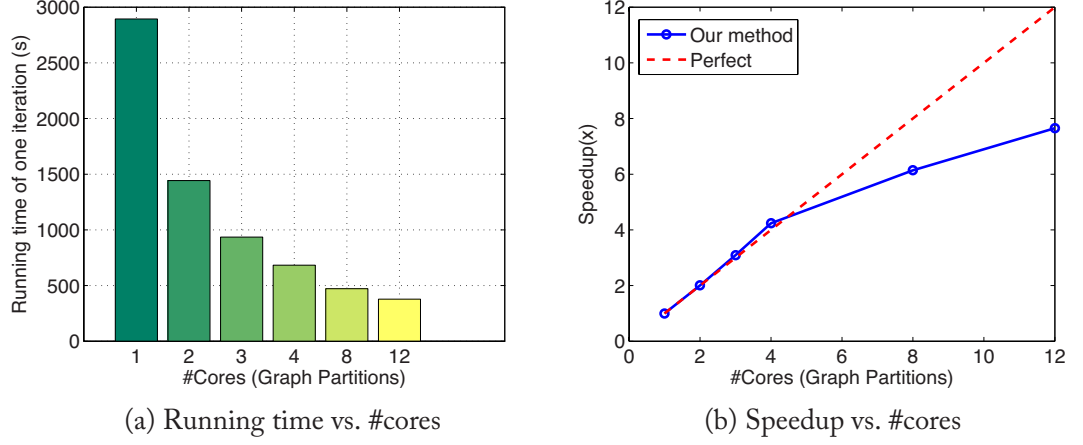 3000
2500
2000
1500
1000
500
0
Running time of one iteration (s)
1 2 3 4 8 12
#Cores (Graph Partitions)
(a) Running time vs. #cores
12
10
8
6
4
2
0
Speedup(x)
Our method
Perfect
0 2 4 6 8 10 12
#Cores (Graph Partitions)
(b) Speedup vs. #cores